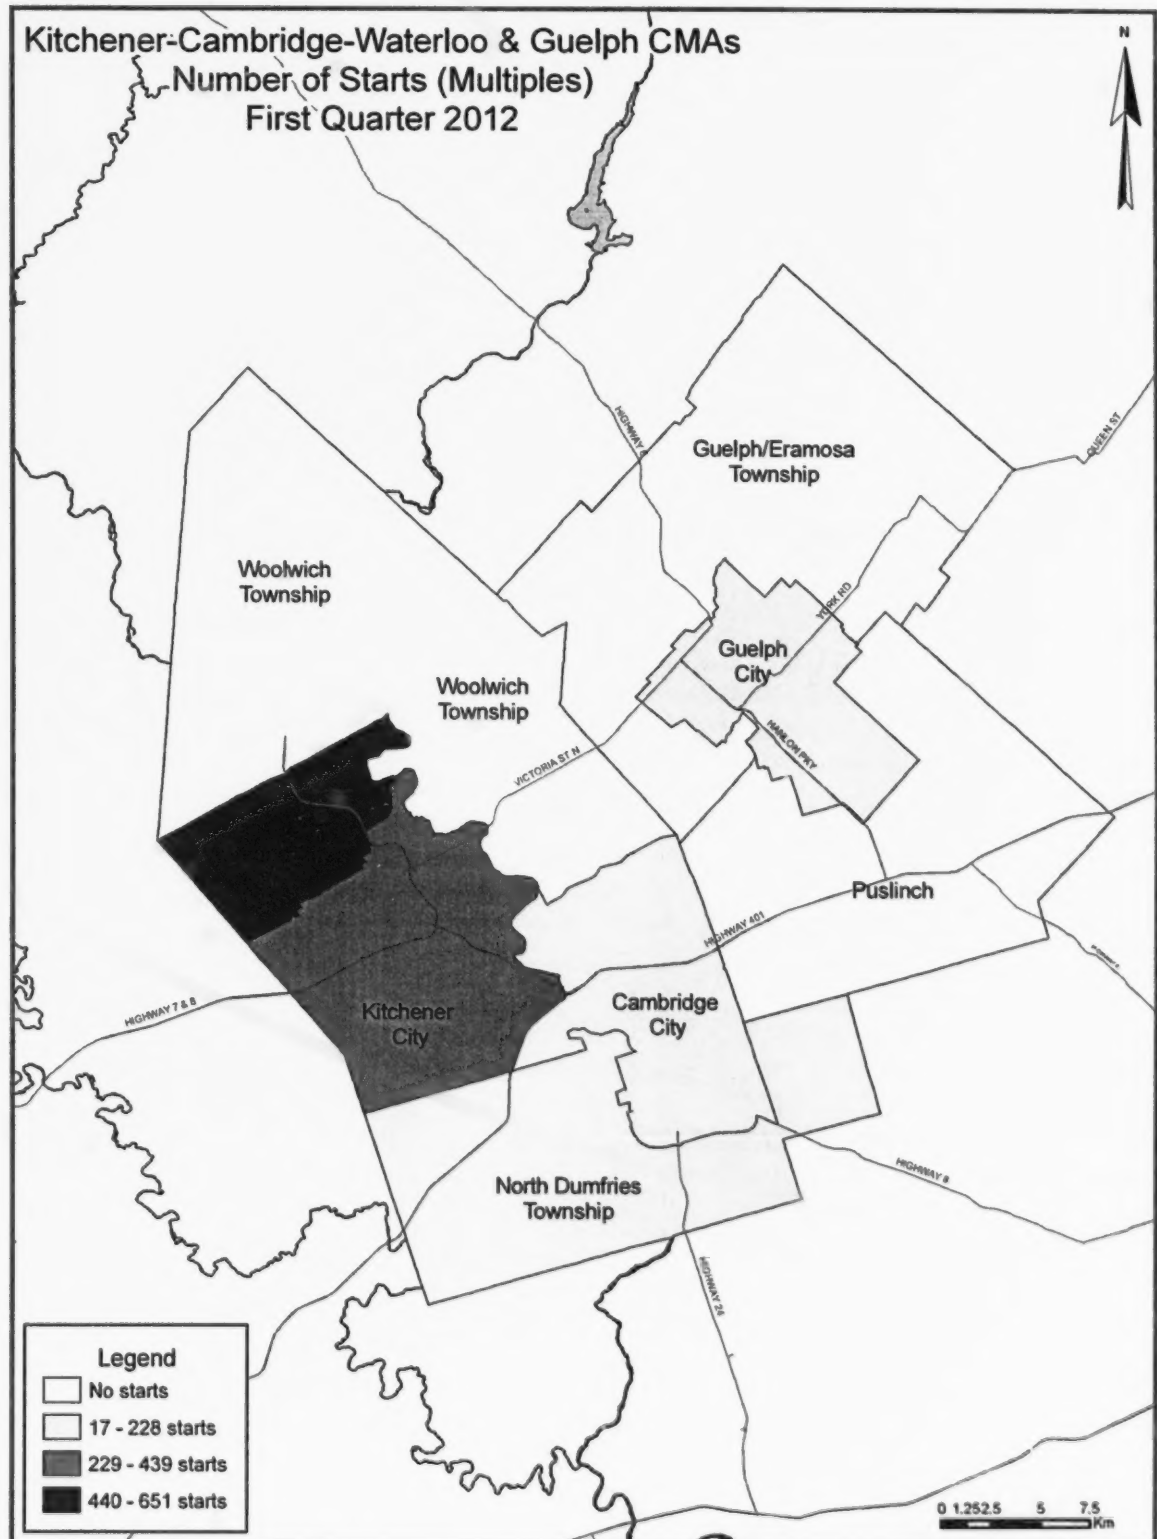 Kitchener-Cambridge-Waterloo & Guelph CMAs
Number of Starts (Multiples)
First Quarter 2012
N
HIGHWAY 6
Guelph/Eramosa
Township
QUEEN ST
Woolwich
Township
YORK RD
Guelph
City
Woolwich
Township
HANLON PKY
VICTORIA ST N
Puslinch
HIGHWAY 401
HIGHWAY 7 & 8
Kitchener
City
Cambridge
City
HIGHWAY 8
North Dumfries
Township
HIGHWAY 24
Legend
No starts
17 - 228 starts
229 - 439 starts
440 - 651 starts
0 1.252.5 5 7.5
Km